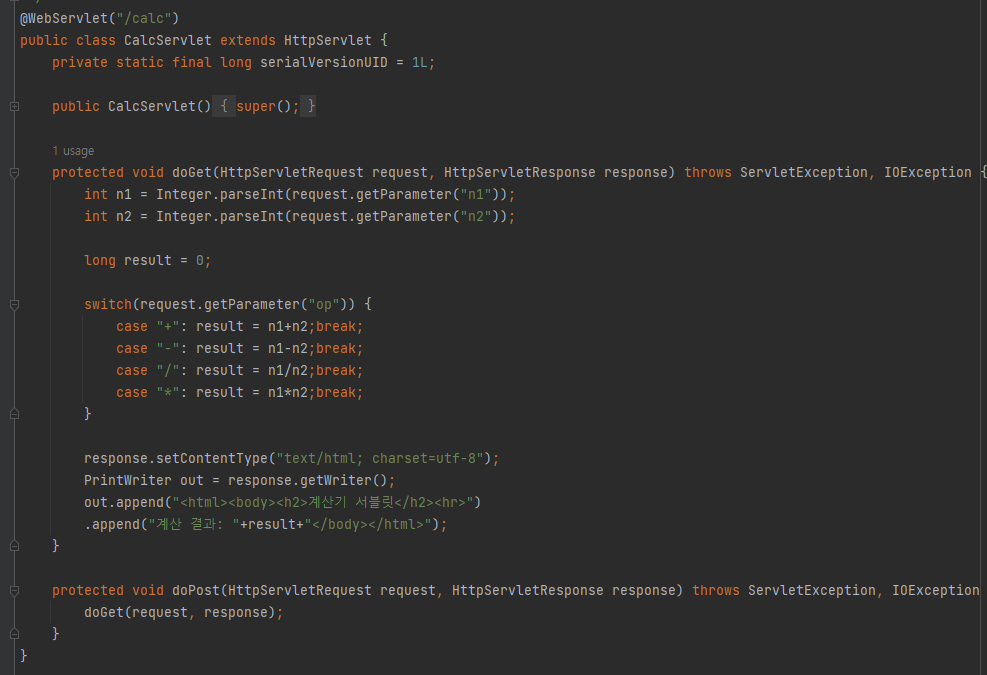 @WebServlet("/calc")
public class CalcServlet extends HttpServlet {
private static final long serialVersionUID = 1L;
public CalcServlet() { super(); }
1 usage
protected void doGet(HttpServletRequest request, HttpServletResponse response) throws ServletException, IOException {
int n1 = Integer.parseInt(request.getParameter("n1"));
int n2 = Integer.parseInt(request.getParameter("n2"));
long result = 0;
switch(request.getParameter("op")) {
case "+": result = n1+n2;break;
case "-": result = n1-n2;break;
case "/": result = n1/n2;break;
case "*": result = n1*n2;break;
}
response.setContentType("text/html; charset=utf-8");
PrintWriter out = response.getWriter();
out.append("<html><body><h2>계산기 서블릿</h2><hr>")
.append("계산 결과: "+result+"</body></html>");
}
protected void doPost(HttpServletRequest request, HttpServletResponse response) throws ServletException, IOException
doGet(request, response);
}
}